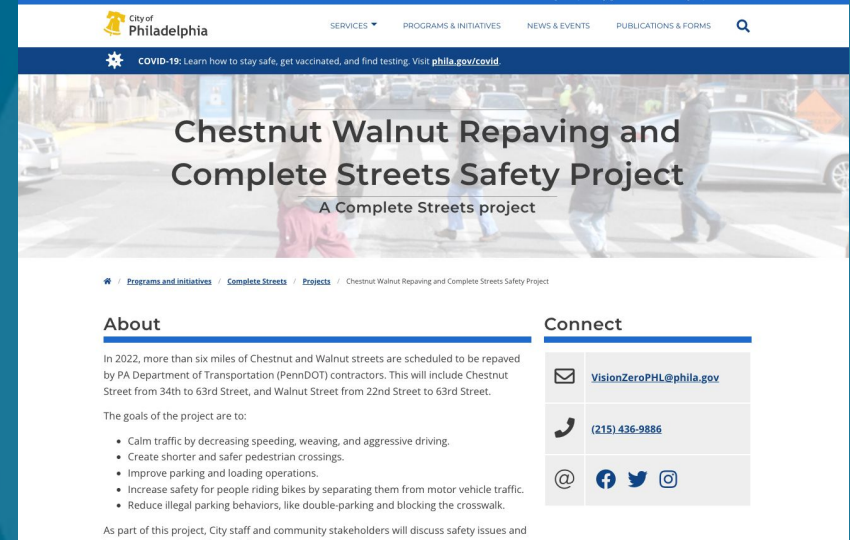 City of
Philadelphia
SERVICES
PROGRAMS & INITIATIVES
NEWS & EVENTS
PUBLICATIONS & FORMS
COVID-19: Learn how to stay safe, get vaccinated, and find testing. Visit phila.gov/covid.
Chestnut Walnut Repaving and
Complete Streets Safety Project
A Complete Streets project
/ Programs and initiatives / Complete Streets / Projects / Chestnut Walnut Repaving and Complete Streets Safety Project
About
In 2022, more than six miles of Chestnut and Walnut streets are scheduled to be repaved
by PA Department of Transportation (PennDOT) contractors. This will include Chestnut
Street from 34th to 63rd Street, and Walnut Street from 22nd Street to 63rd Street.
The goals of the project are to:
• Calm traffic by decreasing speeding, weaving, and aggressive driving.
• Create shorter and safer pedestrian crossings.
• Improve parking and loading operations.
• Increase safety for people riding bikes by separating them from motor vehicle traffic.
• Reduce illegal parking behaviors, like double-parking and blocking the crosswalk.
As part of this project, City staff and community stakeholders will discuss safety issues and
Connect
VisionZeroPHL@phila.gov
(215) 436-9886
@